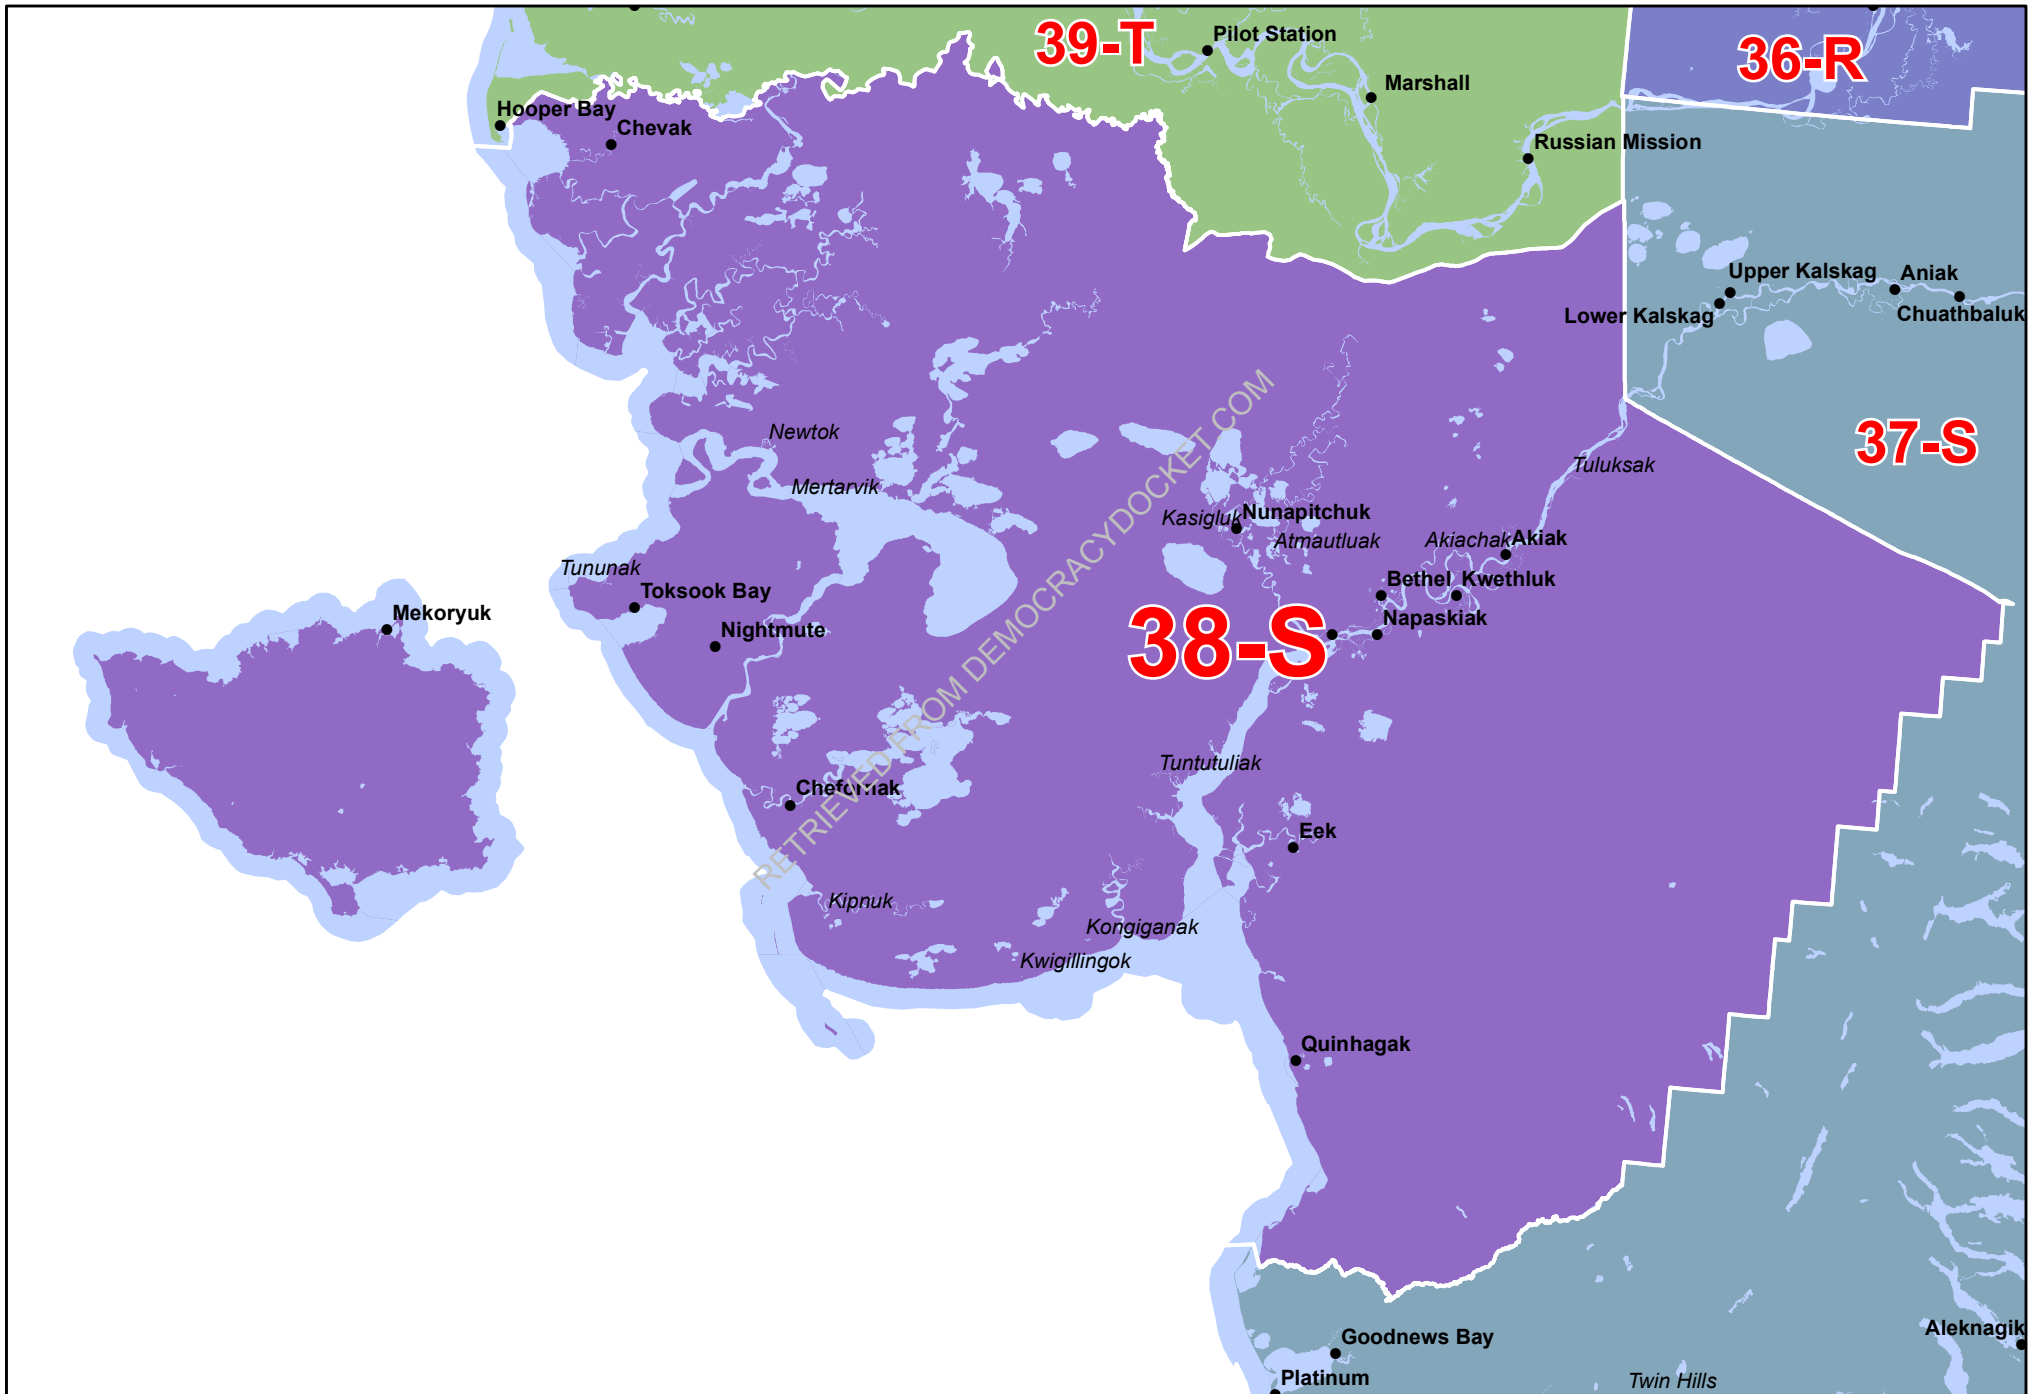 39-T
Pilot Station
36-R
Marshall
Hooper Bay
Chevak
Russian Mission
Upper Kalskag
Aniak
Lower Kalskag
Chuathbaluk
37-S
Newtok
Tuluksak
Mertarvik
Kasigluk
Nunapitchuk
Atmautluak
Akiachak
Akiak
Tununak
Toksook Bay
Bethel
Kwethluk
Mekoryuk
Nightmute
38-S
Napaskiak
Tuntutuliak
Chefornak
Eek
RETRIEVED FROM DEMOCRACYDOCKET.COM
Kipnuk
Kongiganak
Kwigillingok
Quinhagak
Goodnews Bay
Aleknagik
Platinum
Twin Hills